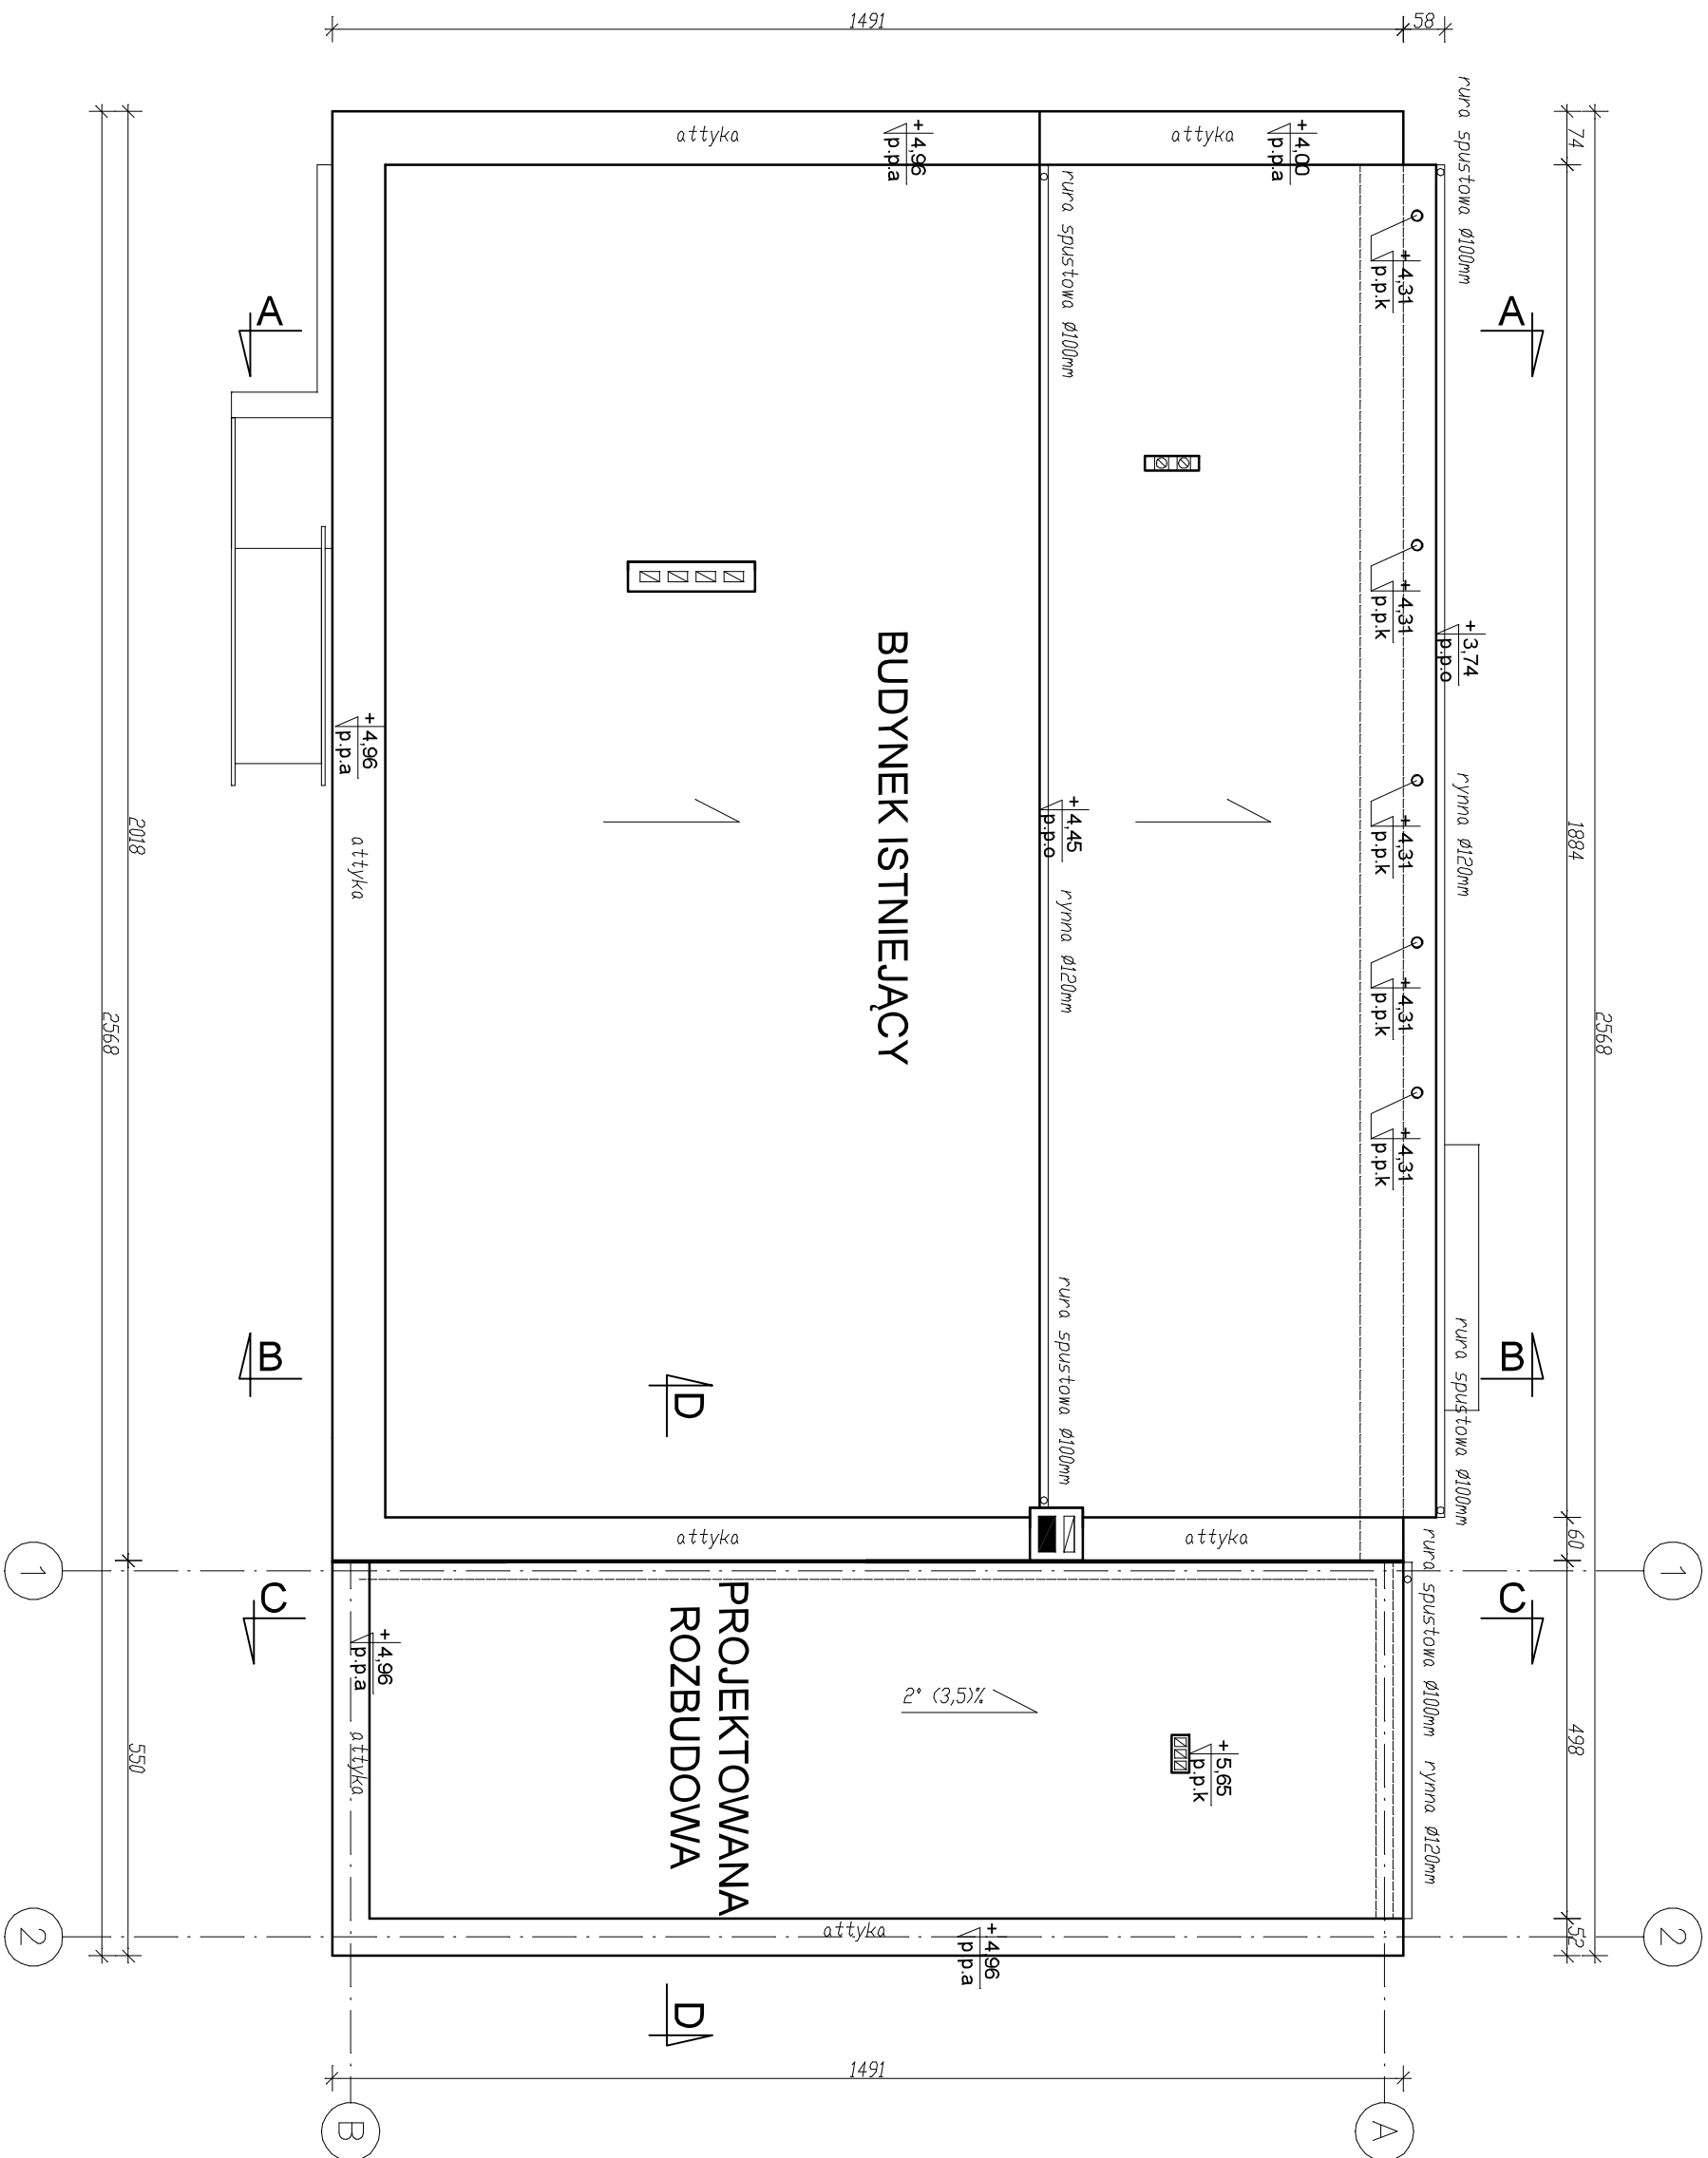 1491
58
rura spustowa Ø100mm
74
attyka
+4,96
p.p.a
attyka
+4,00
p.p.a
rura spustowa Ø100mm
+4,31
p.p.k
A
A
+4,31
p.p.k
+3,74
p.p.o
BUDYNEK ISTNIEJĄCY
+4,96
p.p.a
attyka
+4,45
p.p.o
rynna Ø120mm
+4,31
p.p.k
rynna Ø120mm
1884
2018
2568
2568
+4,31
p.p.k
+4,31
p.p.k
B
B
D
rura spustowa Ø100mm
rura spustowa Ø100mm
attyka
attyka
60
1
1
C
C
rura spustowa Ø100mm
rynna Ø120mm
PROJEKTOWANA
ROZBUDOWA
+4,96
p.p.a
attyka
2° (3,5)%
+5,65
p.p.k
498
550
attyka
+4,96
p.p.a
52
2
2
D
1491
B
A